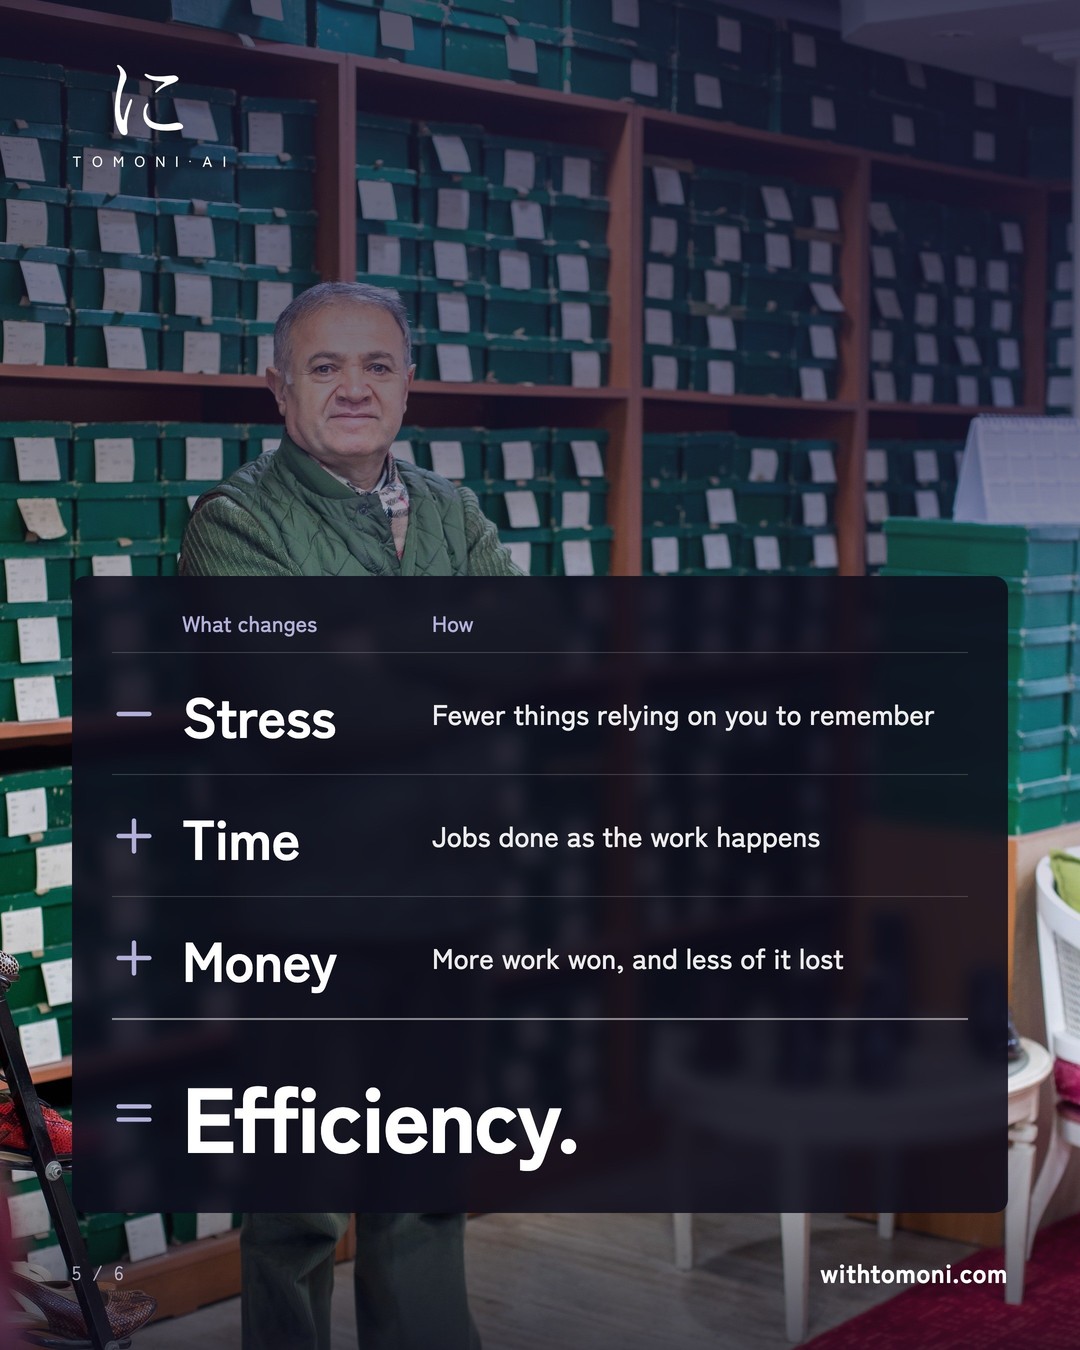 に
TOMONI·AI
What changes How
− Stress Fewer things relying on you to remember
+ Time Jobs done as the work happens
+ Money More work won, and less of it lost
= Efficiency.
5 / 6 withtomoni.com